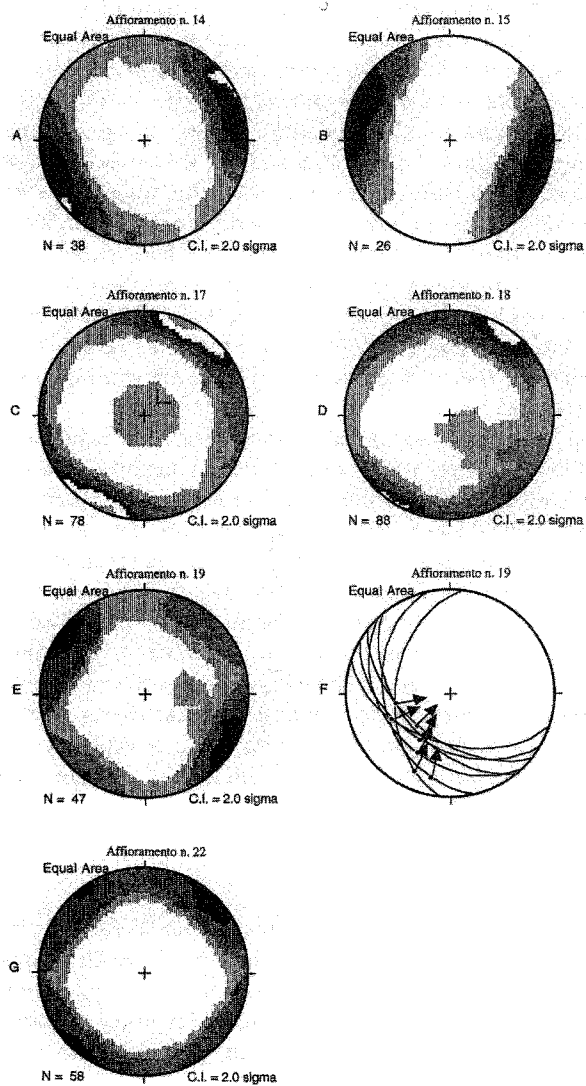 Affioramento n. 14
Equal Area
A
N = 38
C.I. = 2.0 sigma
Affioramento n. 15
Equal Area
B
N = 26
C.I. = 2.0 sigma
Affioramento n. 17
Equal Area
C
N = 78
C.I. = 2.0 sigma
Affioramento n. 18
Equal Area
D
N = 88
C.I. = 2.0 sigma
Affioramento n. 19
Equal Area
E
N = 47
C.I. = 2.0 sigma
Affioramento n. 19
Equal Area
F
Affioramento n. 22
Equal Area
G
N = 58
C.I. = 2.0 sigma